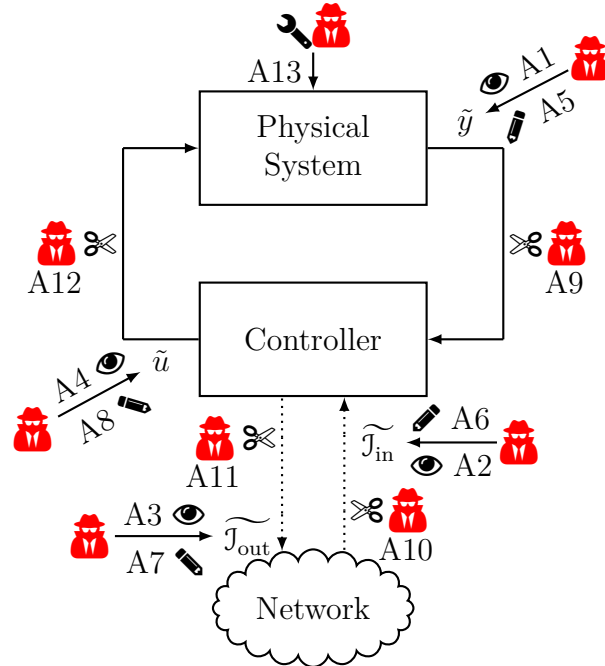 A13
A1
A5
ỹ
Physical
System
A12
A9
Controller
A4
A8
ũ
A11
A6
A2
𝒥̃in
A3
A7
𝒥̃out
A10
Network